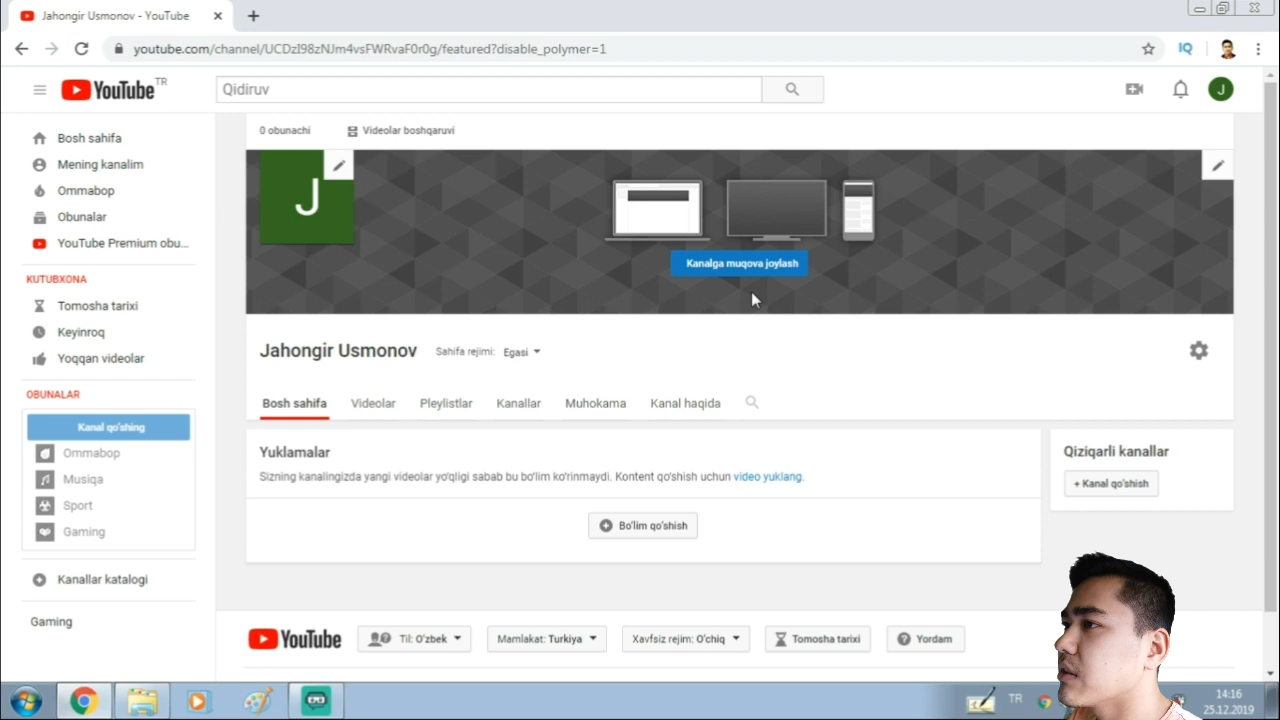 Jahongir Usmonov - YouTube
youtube.com/channel/UCDzI98zNJm4vsFWRvaF0r0g/featured?disable_polymer=1
IQ
YouTube TR
Qidiruv
J
0 obunachi
Videolar boshqaruvi
J
Kanalga muqova joylash
Bosh sahifa
Mening kanalim
Ommabop
Obunalar
YouTube Premium obu...
KUTUBXONA
Tomosha tarixi
Keyinroq
Yoqqan videolar
OBUNALAR
Kanal qo'shing
Ommabop
Musiqa
Sport
Gaming
Kanallar katalogi
Gaming
Jahongir Usmonov
Sahifa rejimi: Egasi
Bosh sahifa Videolar Pleylistlar Kanallar Muhokama Kanal haqida
Yuklamalar
Sizning kanalingizda yangi videolar yo'qligi sabab bu bo'lim ko'rinmaydi. Kontent qo'shish uchun video yuklang.
Bo'lim qo'shish
Qiziqarli kanallar
+ Kanal qo'shish
YouTube
Til: O'zbek
Mamlakat: Turkiya
Xavfsiz rejim: O'chiq
Tomosha tarixi
Yordam
TR
14:16
25.12.2019